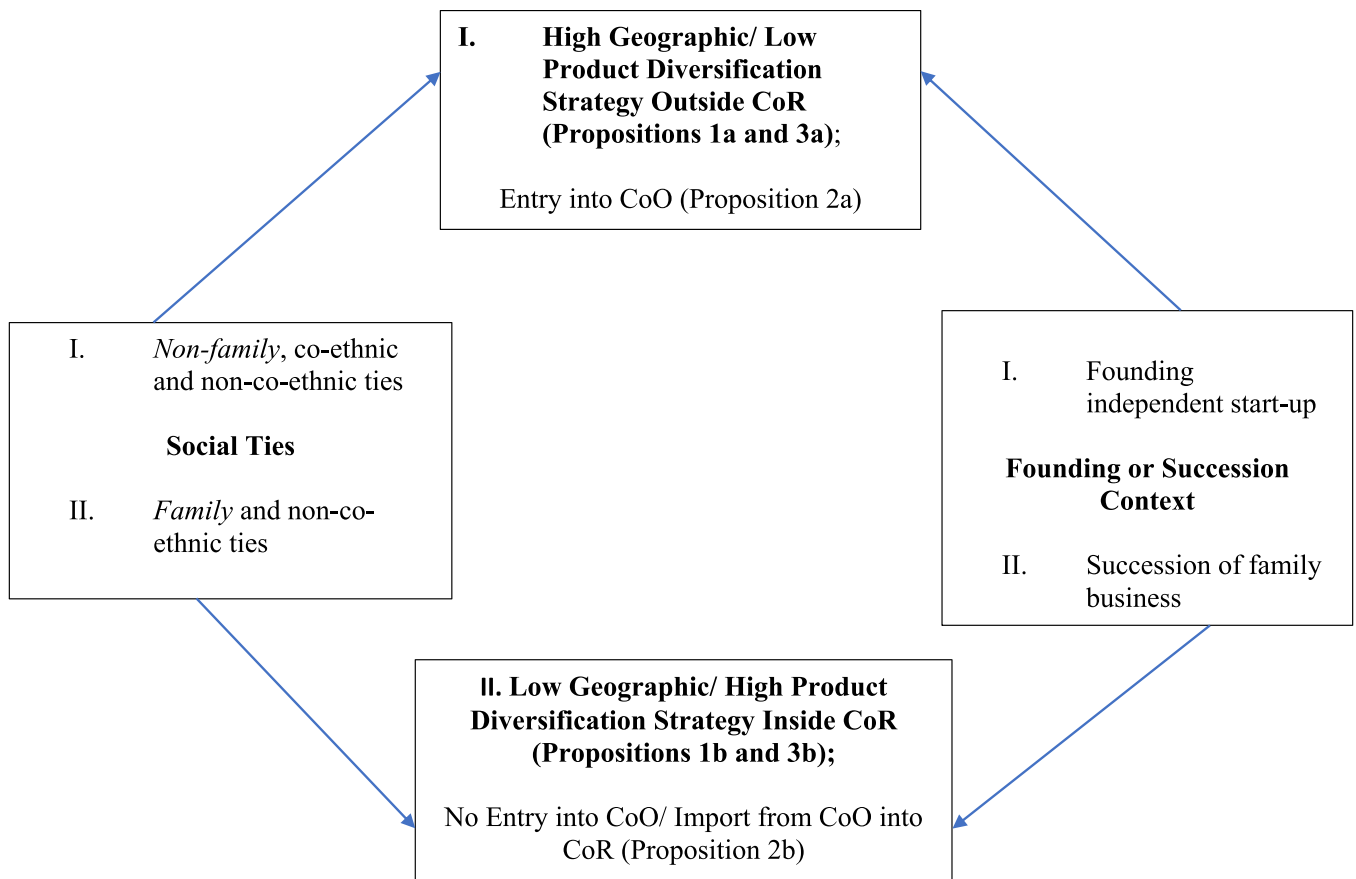 I. High Geographic/ Low
Product Diversification
Strategy Outside CoR
(Propositions 1a and 3a);
Entry into CoO (Proposition 2a)
I. Non-family, co-ethnic
and non-co-ethnic ties
Social Ties
II. Family and non-co-
ethnic ties
I. Founding
independent start-up
Founding or Succession
Context
II. Succession of family
business
II. Low Geographic/ High Product
Diversification Strategy Inside CoR
(Propositions 1b and 3b);
No Entry into CoO/ Import from CoO into
CoR (Proposition 2b)